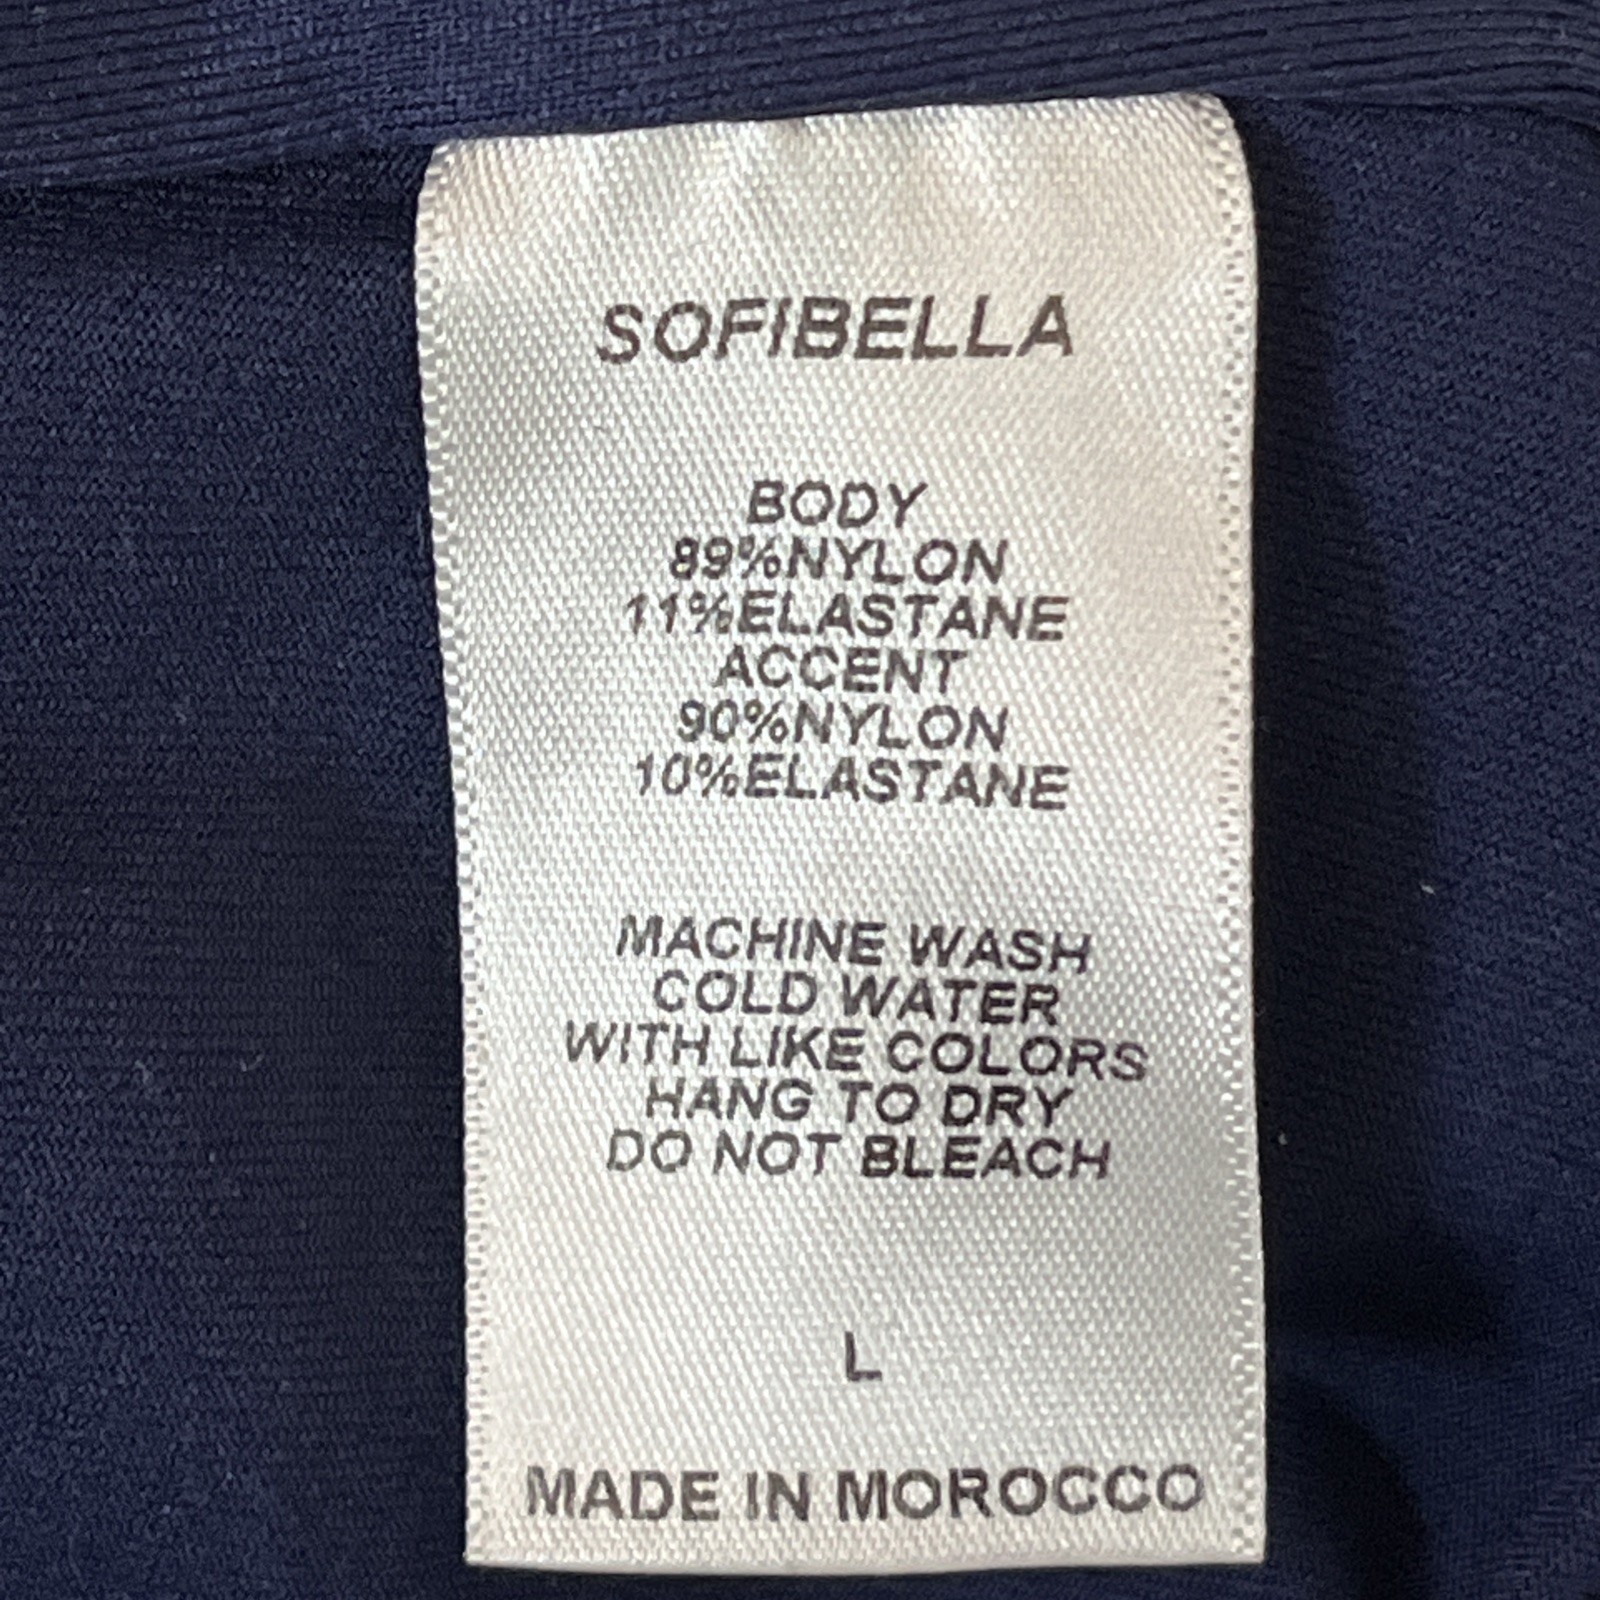 SOFIBELLA
BODY
89%NYLON
11%ELASTANE
ACCENT
90%NYLON
10%ELASTANE
MACHINE WASH
COLD WATER
WITH LIKE COLORS
HANG TO DRY
DO NOT BLEACH
L
MADE IN MOROCCO